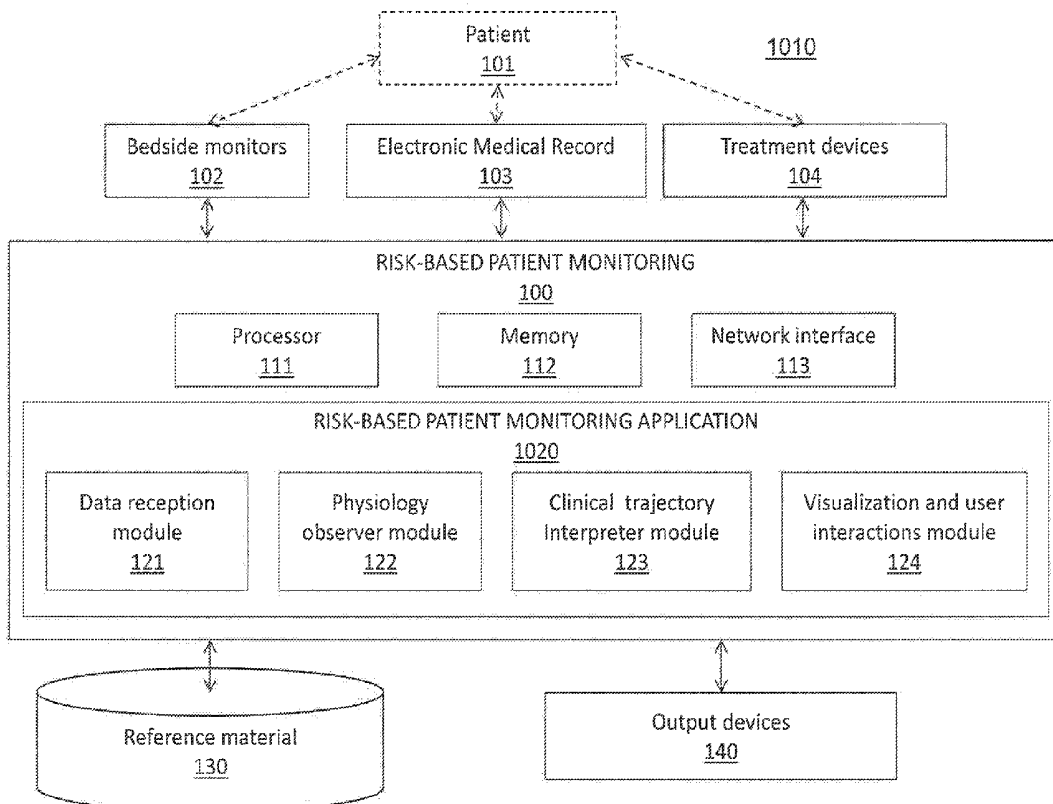 Patient
101
1010
Bedside monitors
102
Electronic Medical Record
103
Treatment devices
104
RISK-BASED PATIENT MONITORING
100
Processor
111
Memory
112
Network interface
113
RISK-BASED PATIENT MONITORING APPLICATION
1020
Data reception
module
121
Physiology
observer module
122
Clinical trajectory
Interpreter module
123
Visualization and user
interactions module
124
Reference material
130
Output devices
140